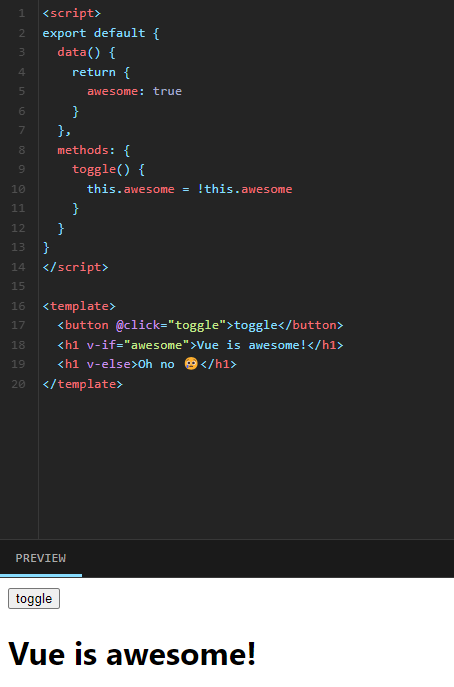 1 <script>
2 export default {
3   data() {
4     return {
5       awesome: true
6     }
7   },
8   methods: {
9     toggle() {
10       this.awesome = !this.awesome
11     }
12   }
13 }
14 </script>
15
16 <template>
17   <button @click="toggle">toggle</button>
18   <h1 v-if="awesome">Vue is awesome!</h1>
19   <h1 v-else>Oh no 😢</h1>
20 </template>
PREVIEW
toggle
Vue is awesome!